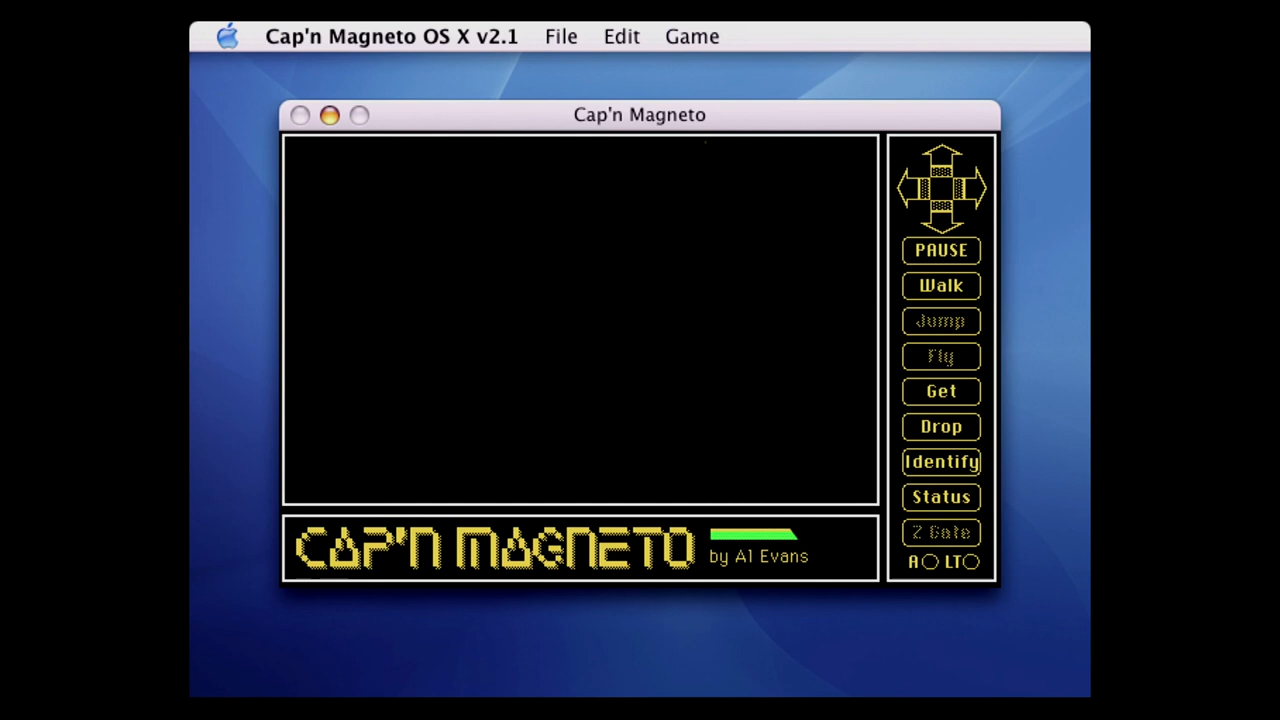 Cap'n Magneto OS X v2.1 File Edit Game
Cap'n Magneto
PAUSE
Walk
Jump
Fly
Get
Drop
Identify
Status
Z Gate
A LT
CAP'N MAGNETO
by Al Evans